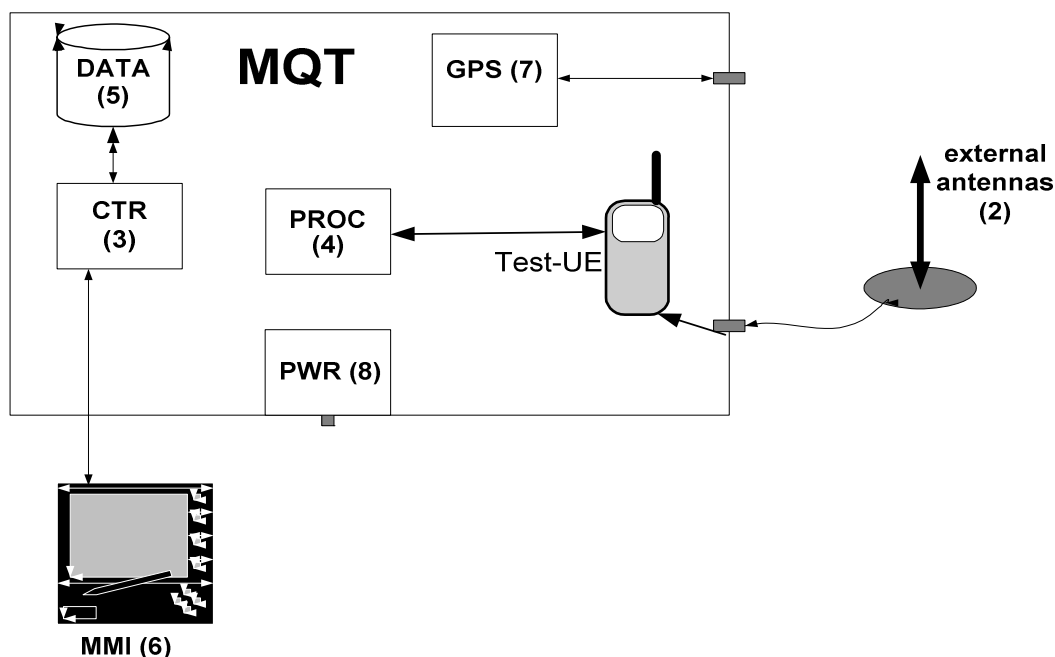 DATA
(5)
MQT
GPS (7)
CTR
(3)
PROC
(4)
Test-UE
external
antennas
(2)
PWR (8)
MMI (6)